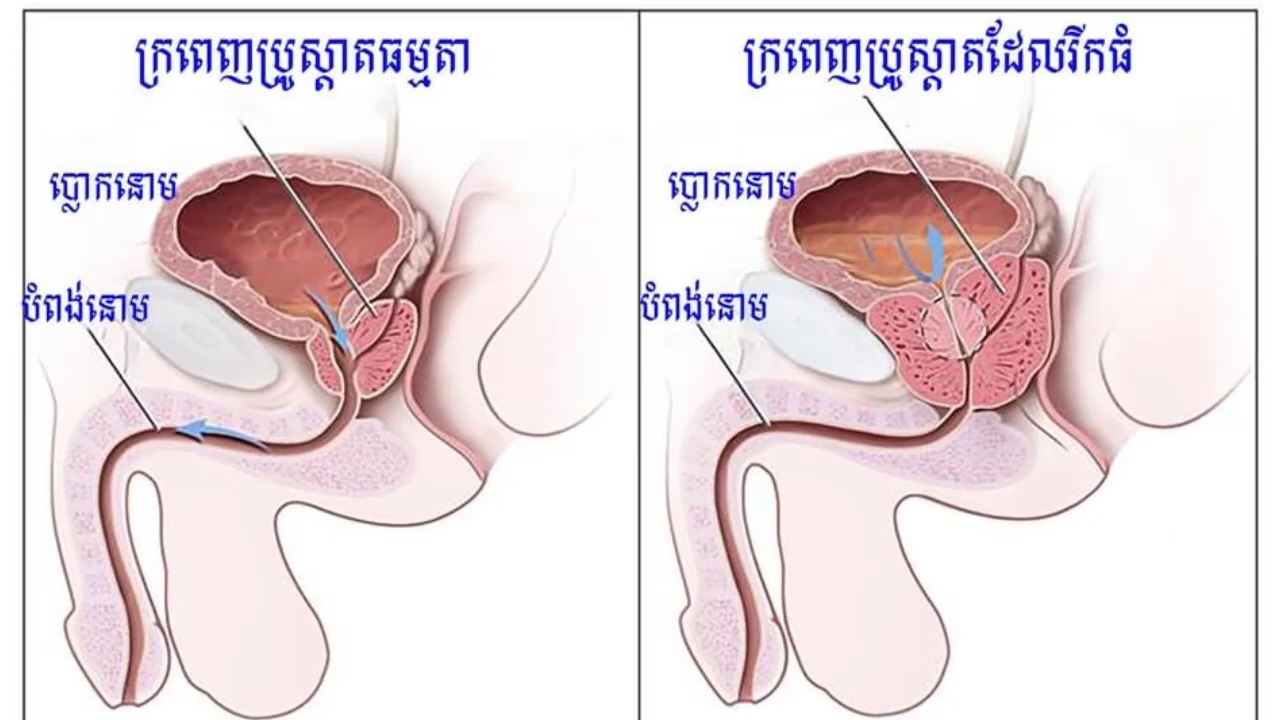 ក្រពេញប្រូស្តាតធម្មតា
ប្លោកនោម
បំពង់នោម
ក្រពេញប្រូស្តាតដែលរីកធំ
ប្លោកនោម
បំពង់នោម